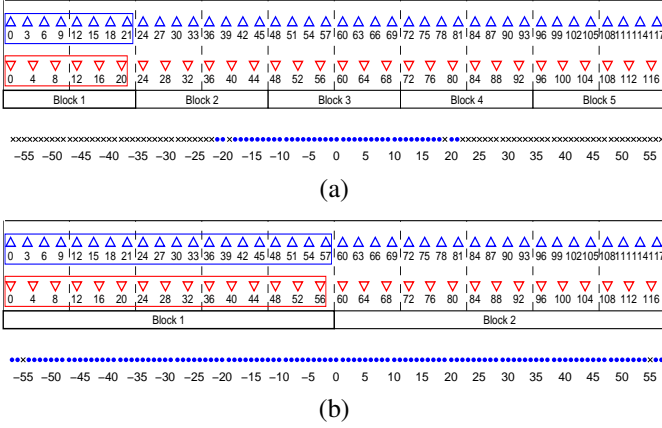 0 3 6 9 12 15 18 21 24 27 30 33 36 39 42 45 48 51 54 57 60 63 66 69 72 75 78 81 84 87 90 93 96 99 102 105 108 111 114 117
0 4 8 12 16 20 24 28 32 36 40 44 48 52 56 60 64 68 72 76 80 84 88 92 96 100 104 108 112 116
Block 1 Block 2 Block 3 Block 4 Block 5
−55 −50 −45 −40 −35 −30 −25 −20 −15 −10 −5 0 5 10 15 20 25 30 35 40 45 50 55
(a)
0 3 6 9 12 15 18 21 24 27 30 33 36 39 42 45 48 51 54 57 60 63 66 69 72 75 78 81 84 87 90 93 96 99 102 105 108 111 114 117
0 4 8 12 16 20 24 28 32 36 40 44 48 52 56 60 64 68 72 76 80 84 88 92 96 100 104 108 112 116
Block 1 Block 2
−55 −50 −45 −40 −35 −30 −25 −20 −15 −10 −5 0 5 10 15 20 25 30 35 40 45 50 55
(b)